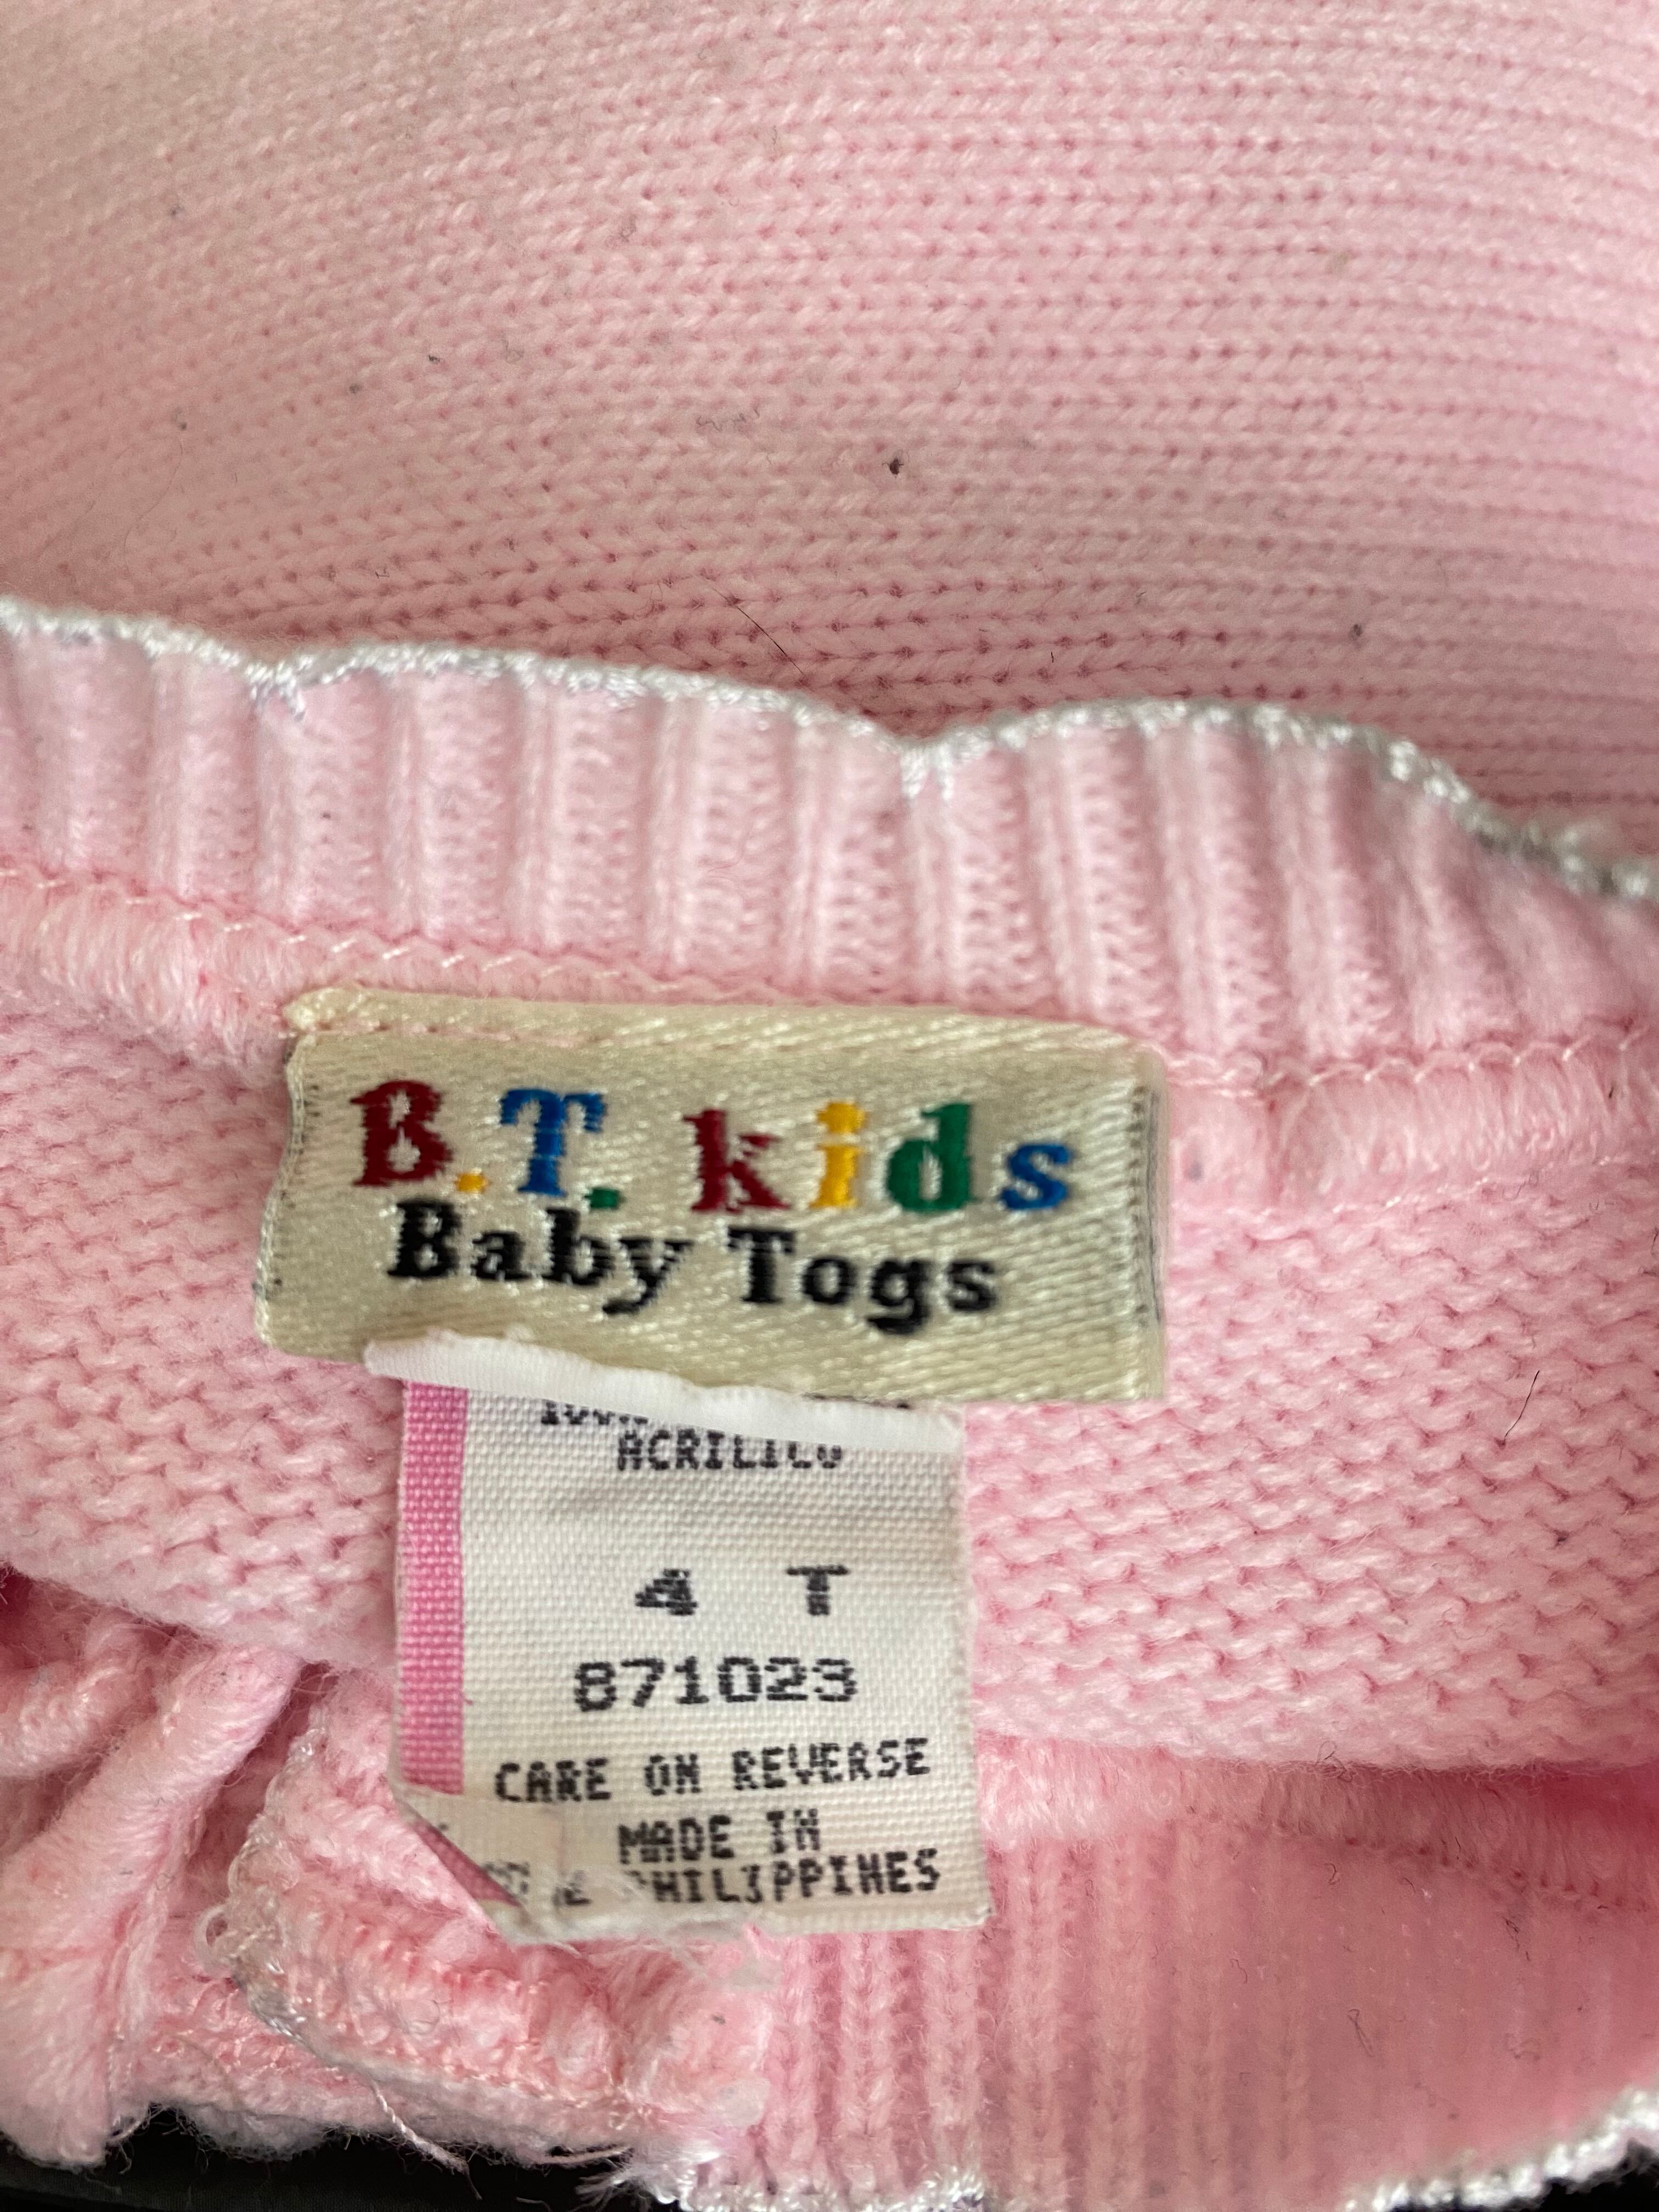 B.T. kids
Baby Togs
ACRILICO
4 T
871023
CARE ON REVERSE
MADE IN
PHILIPPINES